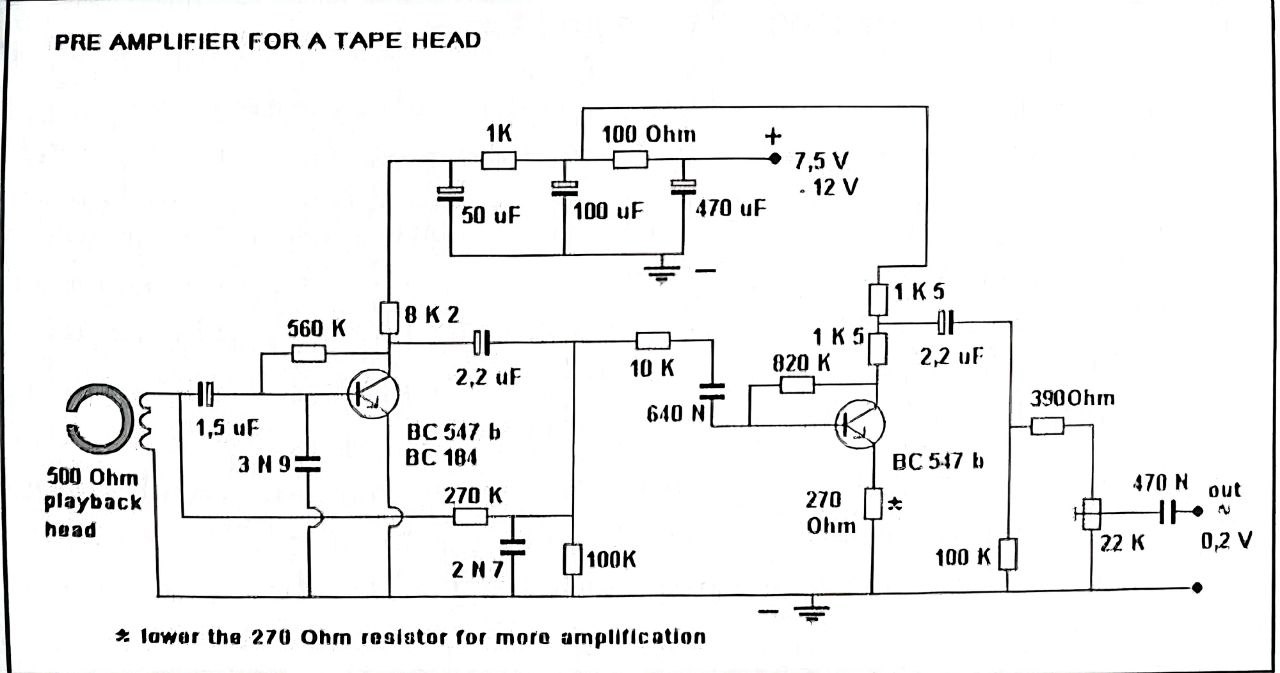 PRE AMPLIFIER FOR A TAPE HEAD
1K
100 Ohm
+
7,5 V
- 12 V
50 uF
100 uF
470 uF
−
560 K
8 K 2
1 K 5
1 K 5
2,2 uF
10 K
820 K
2,2 uF
640 N
390Ohm
1,5 uF
BC 547 b
BC 184
3 N 9
BC 547 b
500 Ohm
playback
head
270 K
270
Ohm
*
470 N
out
~
0,2 V
22 K
2 N 7
100K
100 K
−
* lower the 270 Ohm resistor for more amplification